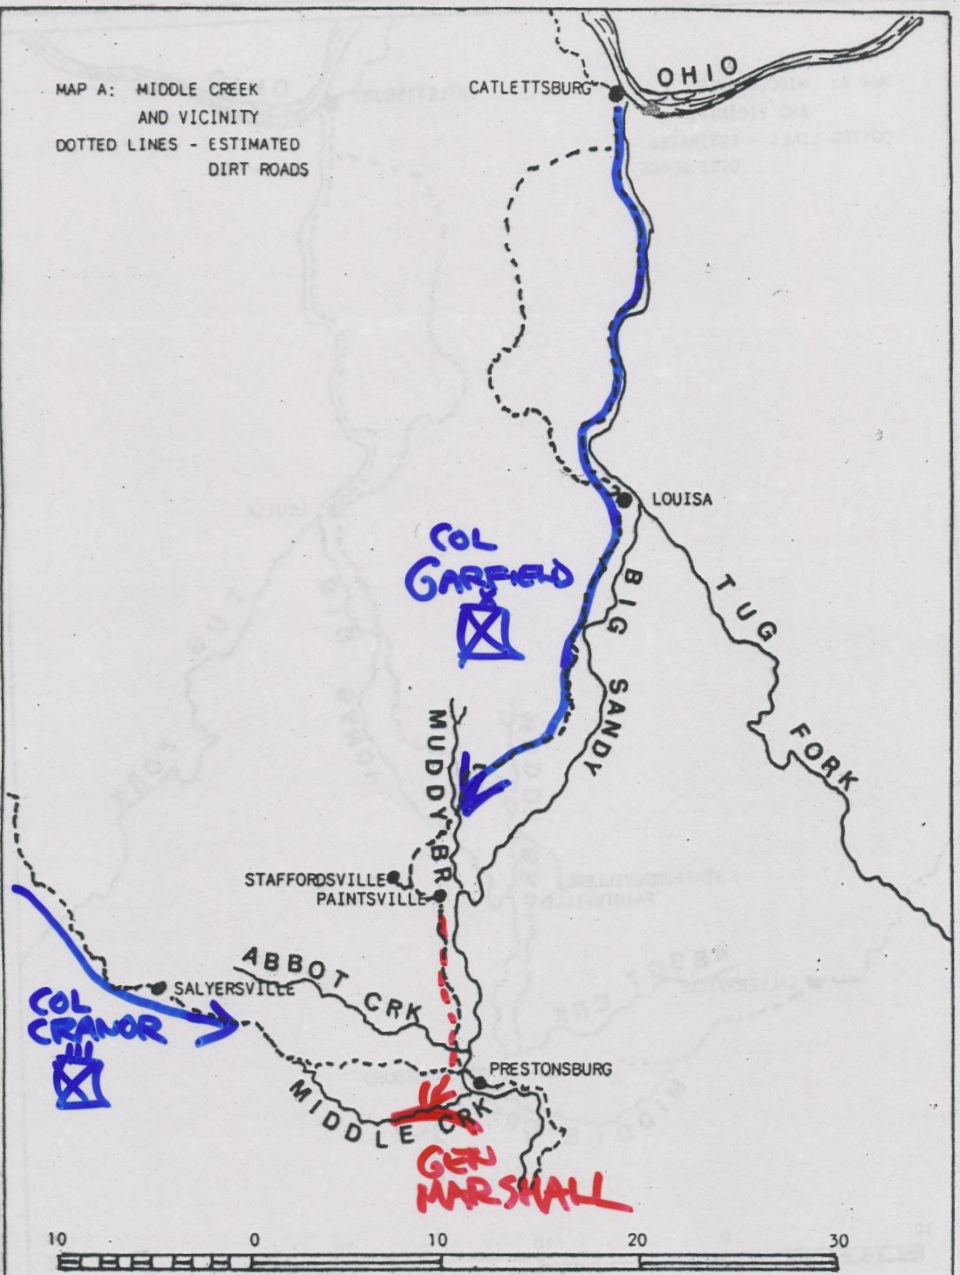 MAP A: MIDDLE CREEK
AND VICINITY
DOTTED LINES - ESTIMATED
DIRT ROADS
CATLETTSBURG
OHIO
LOUISA
COL
GARFIELD
BIG SANDY
TUG FORK
MUDDY BR
STAFFORDSVILLE
PAINTSVILLE
ABBOT CRK
SALYERSVILLE
COL
CRANOR
PRESTONSBURG
MIDDLE CRK
GEN
MARSHALL
10 0 10 20 30